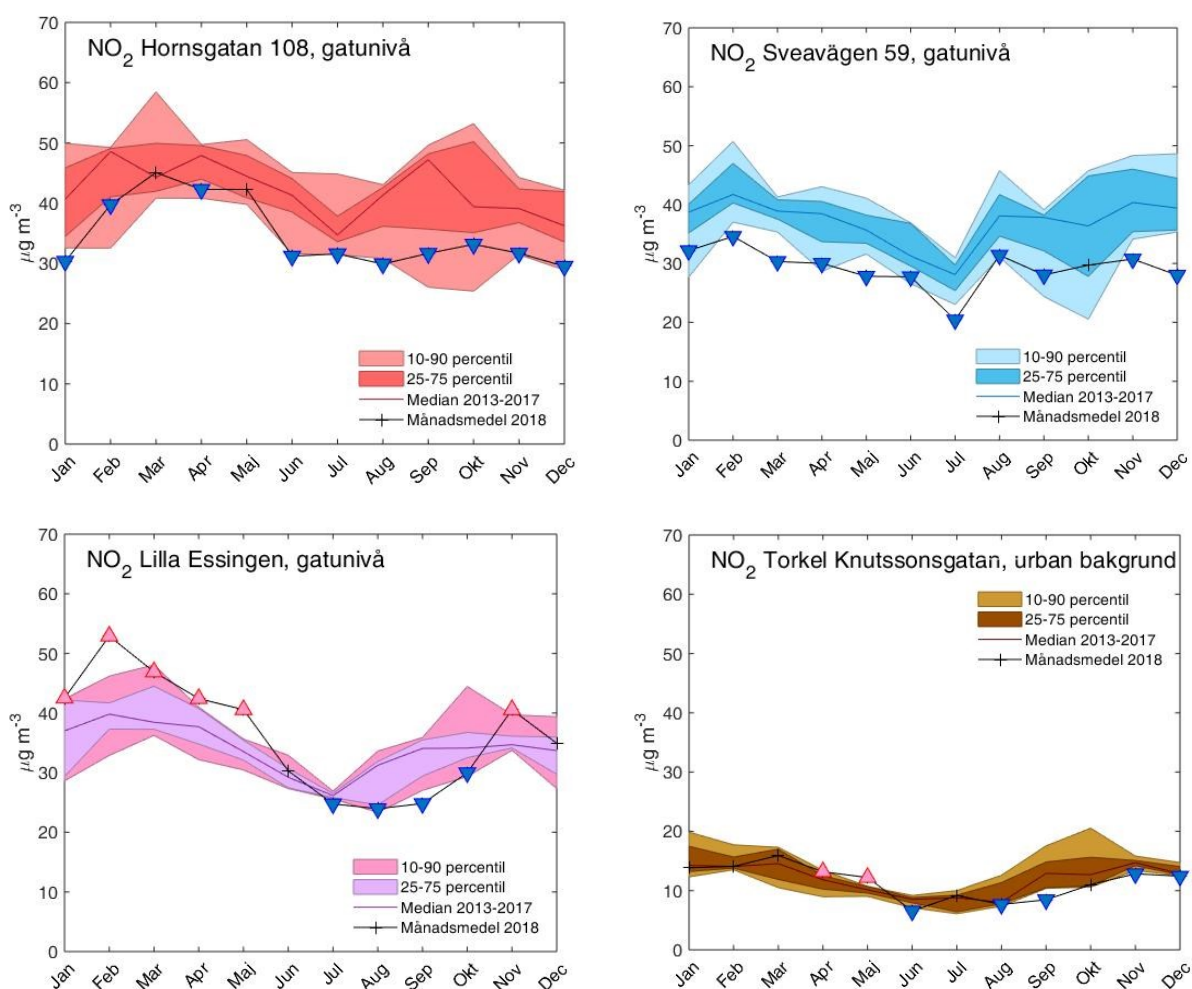 NO2 Hornsgatan 108, gatunivå
70
60
50
40
30
20
10
0
μg m-3
10-90 percentil
25-75 percentil
Median 2013-2017
Månadsmedel 2018
Jan Feb Mar Apr Maj Jun Jul Aug Sep Okt Nov Dec
NO2 Sveavägen 59, gatunivå
70
60
50
40
30
20
10
0
μg m-3
10-90 percentil
25-75 percentil
Median 2013-2017
Månadsmedel 2018
Jan Feb Mar Apr Maj Jun Jul Aug Sep Okt Nov Dec
NO2 Lilla Essingen, gatunivå
70
60
50
40
30
20
10
0
μg m-3
10-90 percentil
25-75 percentil
Median 2013-2017
Månadsmedel 2018
Jan Feb Mar Apr Maj Jun Jul Aug Sep Okt Nov Dec
NO2 Torkel Knutssonsgatan, urban bakgrund
70
60
50
40
30
20
10
0
μg m-3
10-90 percentil
25-75 percentil
Median 2013-2017
Månadsmedel 2018
Jan Feb Mar Apr Maj Jun Jul Aug Sep Okt Nov Dec